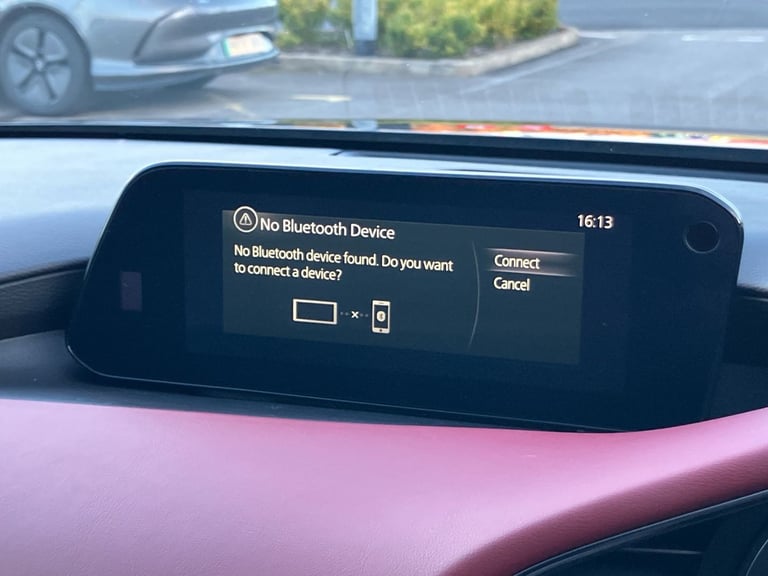 No Bluetooth Device
16:13
No Bluetooth device found. Do you want
to connect a device?
Connect
Cancel